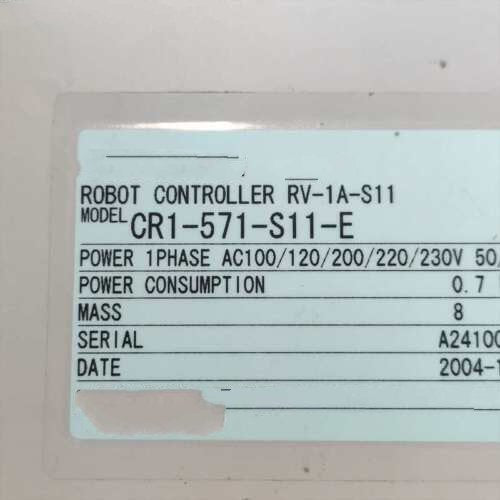 ROBOT CONTROLLER RV-1A-S11
MODEL CR1-571-S11-E
POWER 1PHASE AC100/120/200/220/230V 50/
POWER CONSUMPTION 0.7
MASS 8
SERIAL A24100
DATE 2004-1